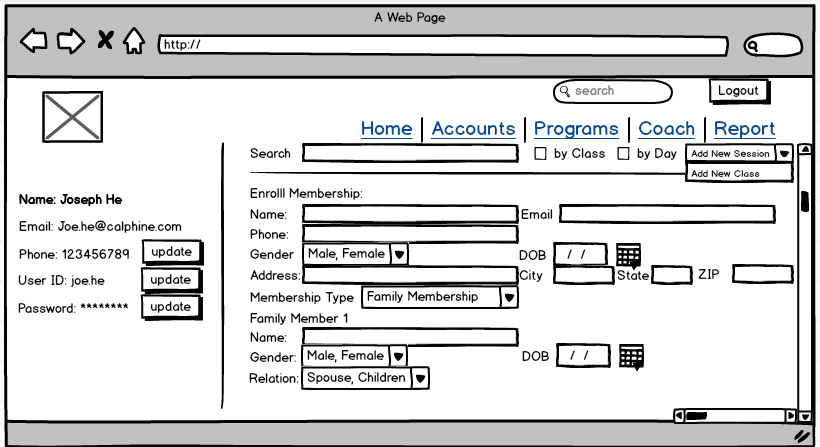 A Web Page
http://
search
Logout
Home
Accounts
Programs
Coach
Report
Search
by Class
by Day
Add New Session
Add New Class
Name: Joseph He
Email: Joe.he@calphine.com
Phone: 123456789
update
User ID: joe.he
update
Password: ********
update
Enrolll Membership:
Name:
Email
Phone:
Gender
Male, Female
DOB
/ /
Address:
City
State
ZIP
Membership Type
Family Membership
Family Member 1
Name:
Gender:
Male, Female
DOB
/ /
Relation:
Spouse, Children